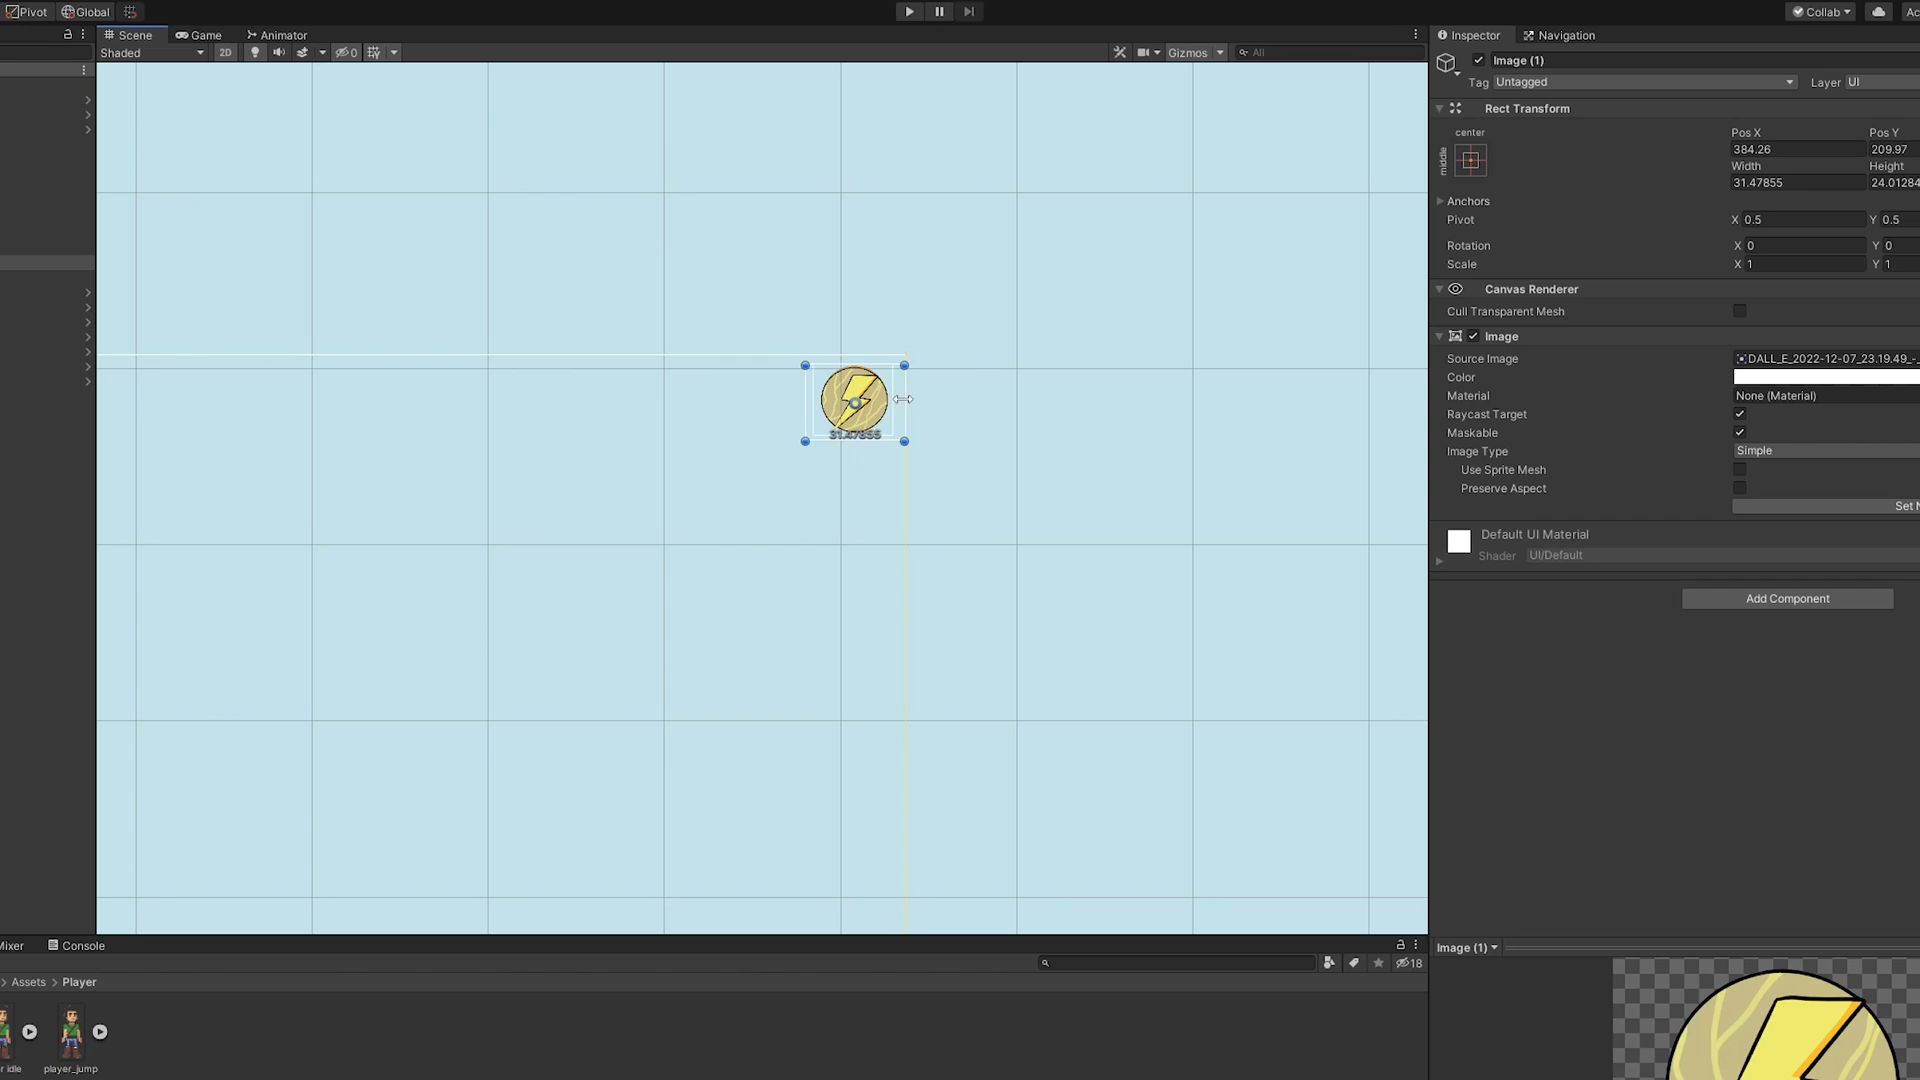 Pivot Global Collab Ac
Scene Game Animator Inspector Navigation
Shaded 2D 0 Gizmos All
Image (1)
Tag Untagged Layer UI
Rect Transform
center Pos X Pos Y
middle 384.26 209.97
Width Height
31.47855 24.01284
Anchors
Pivot X 0.5 Y 0.5
Rotation X 0 Y 0
Scale X 1 Y 1
Canvas Renderer
Cull Transparent Mesh
Image
Source Image DALL_E_2022-12-07_23.19.49_-_
Color
Material None (Material)
Raycast Target
Maskable
31.47855
Image Type Simple
Use Sprite Mesh
Preserve Aspect
Set N
Default UI Material
Shader UI/Default
Add Component
Mixer Console
Image (1)
18
Assets > Player
r idle player_jump